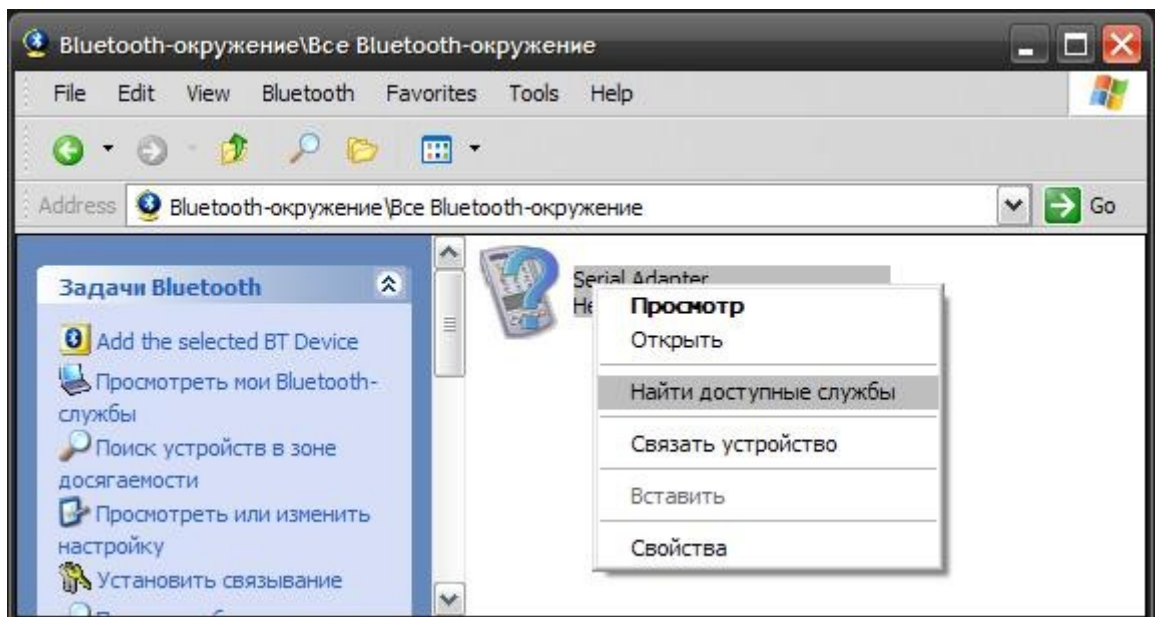 Bluetooth-окружение\Все Bluetooth-окружение
File Edit View Bluetooth Favorites Tools Help
Address Bluetooth-окружение\Все Bluetooth-окружение Go
Задачи Bluetooth
Add the selected BT Device
Просмотреть мои Bluetooth-
службы
Поиск устройств в зоне
досягаемости
Просмотреть или изменить
настройку
Установить связывание
Serial Adapter
Не
Просмотр
Открыть
Найти доступные службы
Связать устройство
Вставить
Свойства